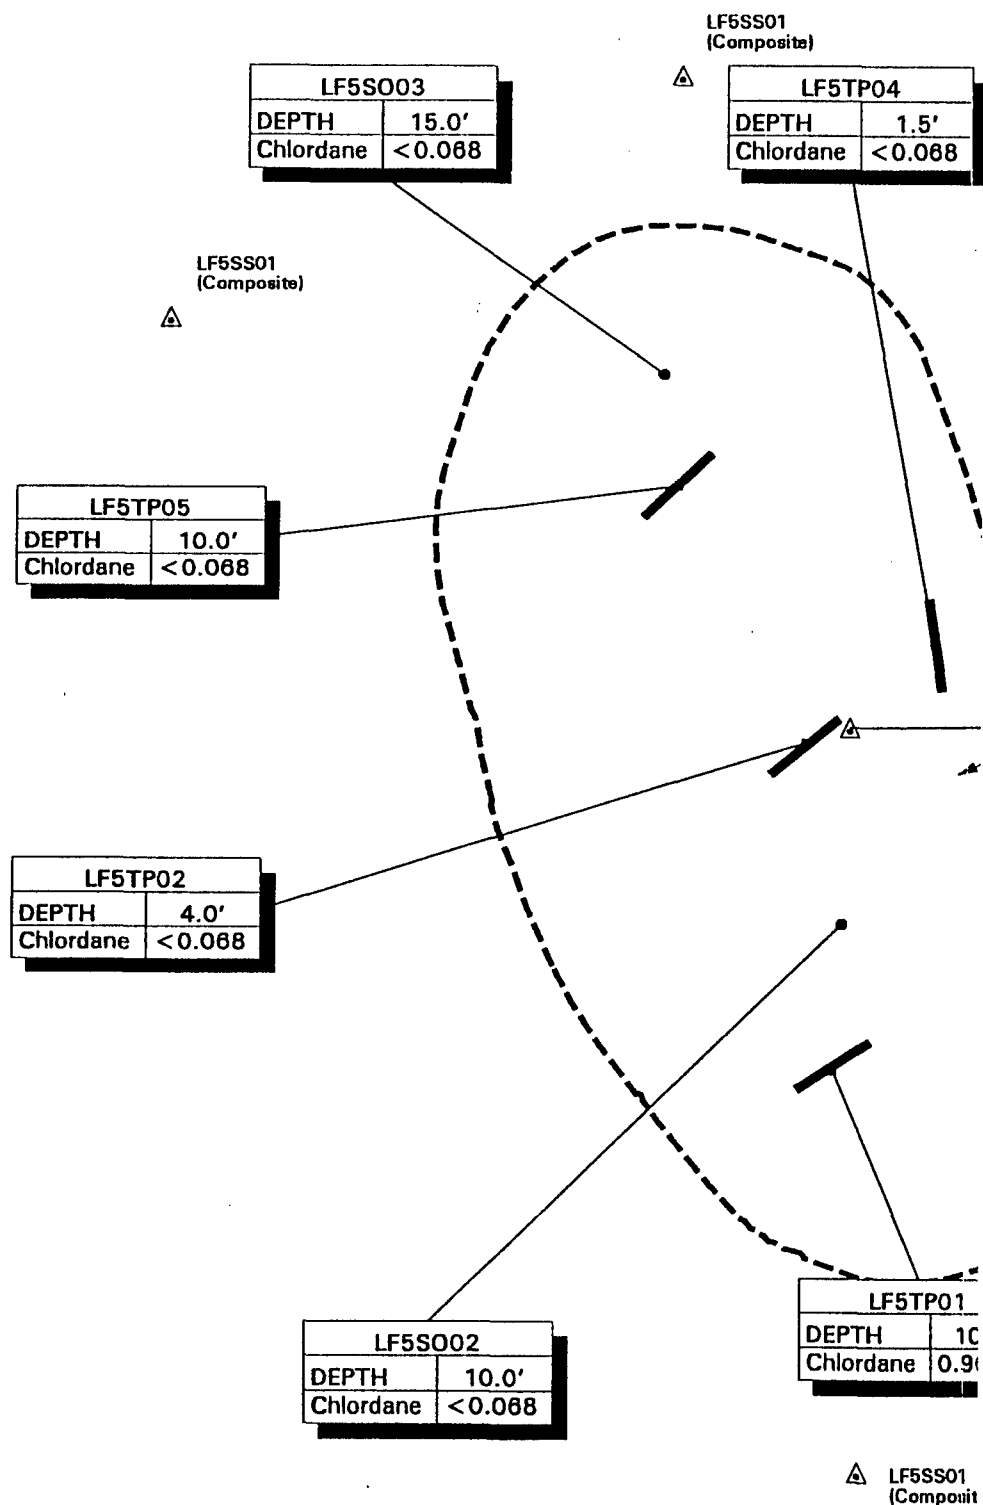 LF5SS01
(Composite)
LF5SO03
DEPTH 15.0'
Chlordane <0.068
LF5TP04
DEPTH 1.5'
Chlordane <0.068
LF5SS01
(Composite)
LF5TP05
DEPTH 10.0'
Chlordane <0.068
LF5TP02
DEPTH 4.0'
Chlordane <0.068
LF5TP01
DEPTH 10
Chlordane
LF5SO02
DEPTH 10.0'
Chlordane <0.068
LF5SS01
(Composit